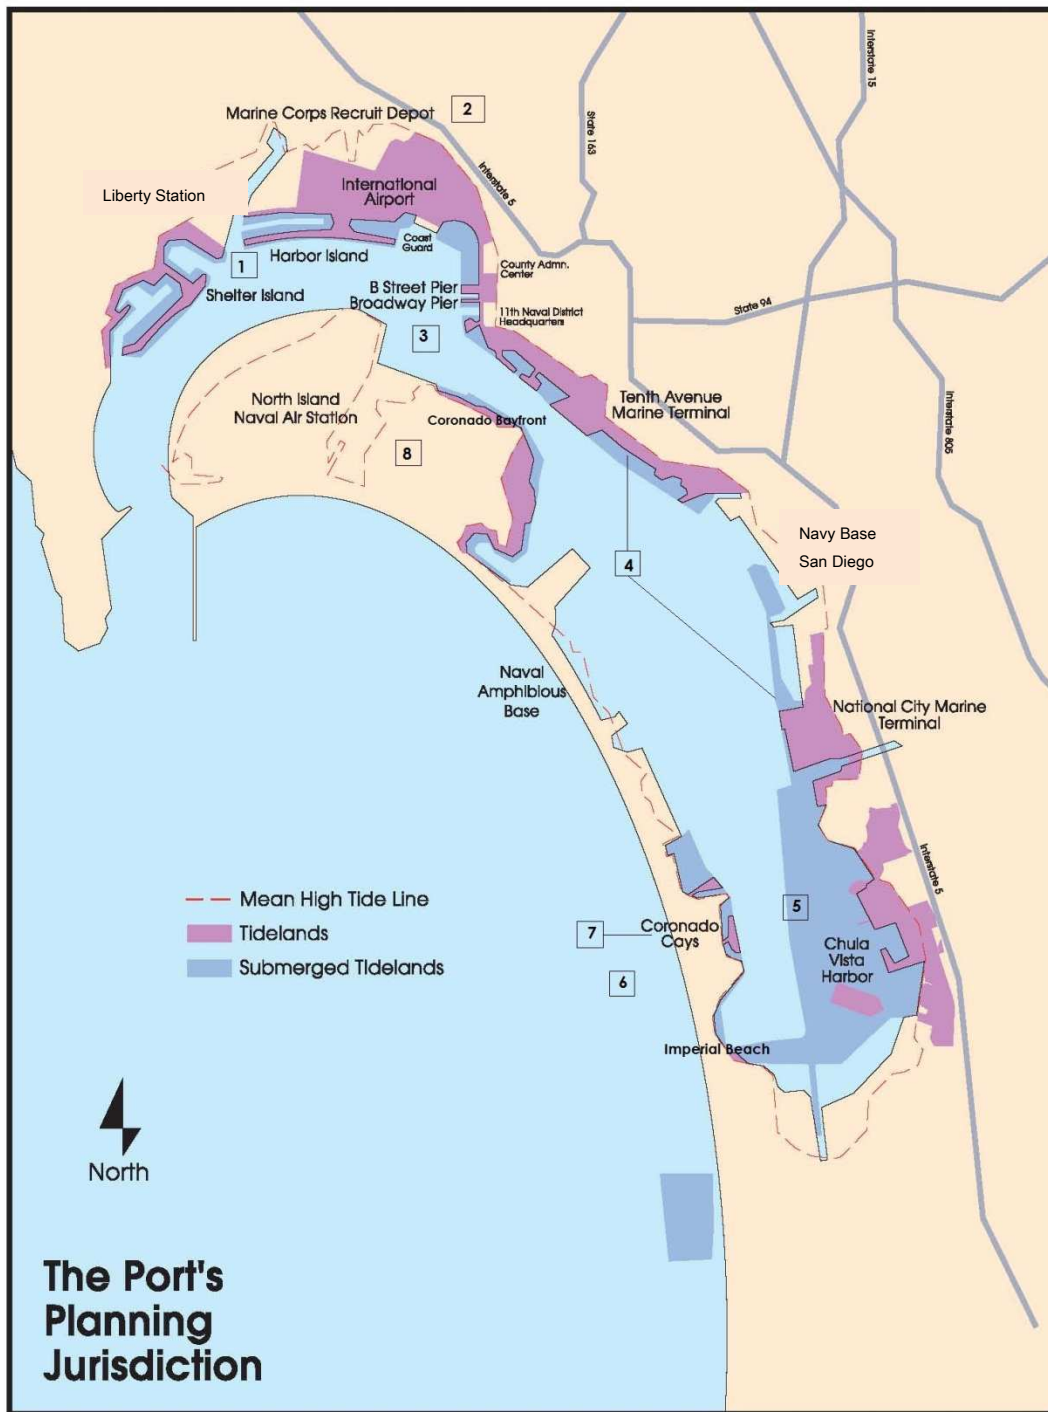 2
Marine Corps Recruit Depot
Interstate 15
State 163
Interstate 5
International
Airport
Liberty Station
Coast
Guard
Harbor Island
1
Shelter Island
County Admn.
Center
B Street Pier
Broadway Pier
11th Naval District
Headquarters
State 94
3
North Island
Naval Air Station
Tenth Avenue
Marine Terminal
Interstate 805
Coronado Bayfront
8
Navy Base
San Diego
4
Naval
Amphibious
Base
National City Marine
Terminal
Interstate 5
Mean High Tide Line
Tidelands
Submerged Tidelands
5
7
Coronado
Cays
Chula
Vista
Harbor
6
Imperial Beach
North
The Port's
Planning
Jurisdiction